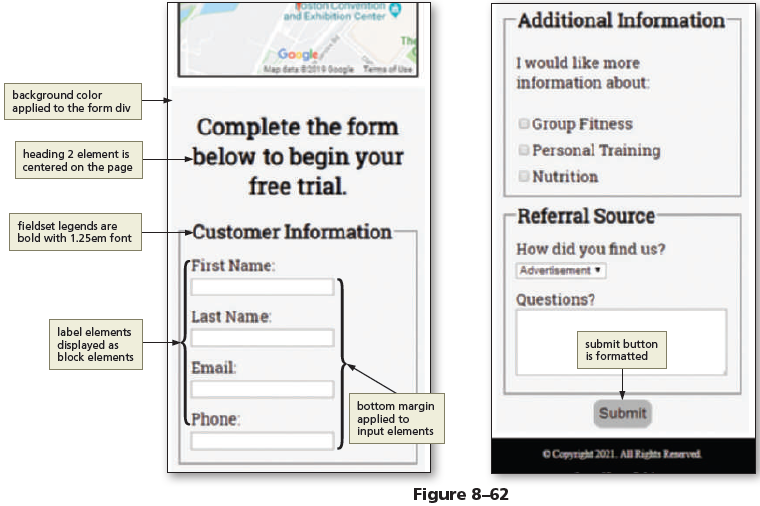 Boston Convention
and Exhibition Center
The
Google
Map data ©2019 Google Terms of Use
background color
applied to the form div
Complete the form
below to begin your
free trial.
heading 2 element is
centered on the page
fieldset legends are
bold with 1.25em font
Customer Information
First Name:
Last Name:
label elements
displayed as
block elements
Email:
Phone:
bottom margin
applied to
input elements
Additional Information
I would like more
information about:
Group Fitness
Personal Training
Nutrition
Referral Source
How did you find us?
Advertisement
Questions?
submit button
is formatted
Submit
© Copyright 2021. All Rights Reserved.
Figure 8–62